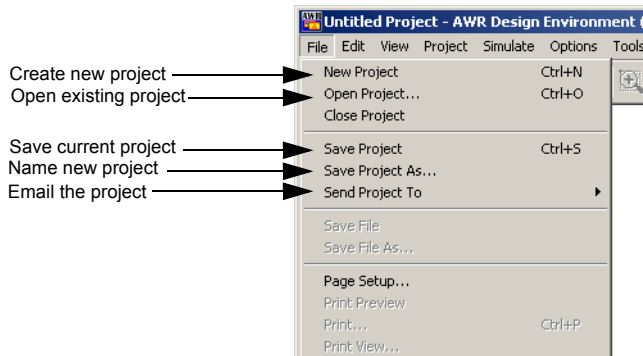 AWR Untitled Project - AWR Design Environment (
File Edit View Project Simulate Options Tools
Create new project New Project Ctrl+N
Open existing project Open Project... Ctrl+O
Close Project
Save current project Save Project Ctrl+S
Name new project Save Project As...
Email the project Send Project To
Save File
Save File As...
Page Setup...
Print Preview
Print... Ctrl+P
Print View...